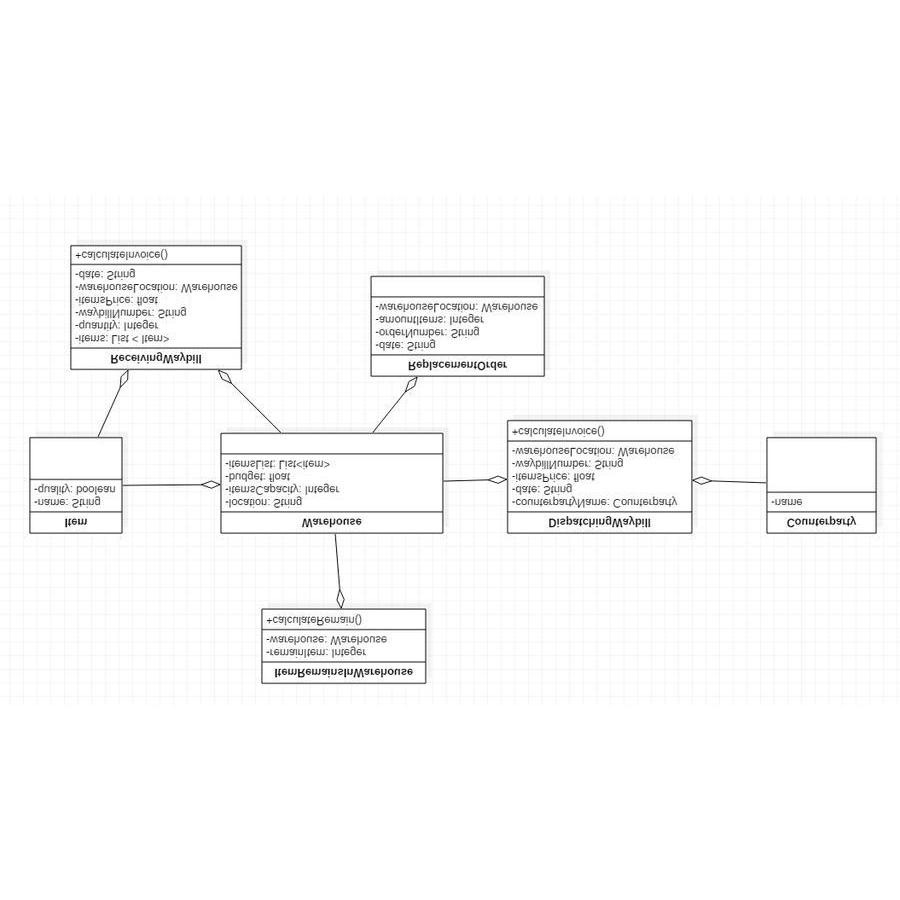 ItemRemainsInWarehouse
-remainItem: Integer
-warehouse: Warehouse
+calculateRemain()
Item
-name: String
-quality: boolean
Warehouse
-location: String
-itemsCapacity: Integer
-budget: float
-itemsList: List<item>
DispatchingWaybill
-counterpartyName: Counterparty
-date: String
-itemsPrice: float
-waybillNumber: String
-warehouseLocation: Warehouse
+calculateInvoice()
Counterparty
-name
ReceivingWaybill
-items: List < Item>
-quantity: Integer
-waybillNumber: String
-itemsPrice: float
-warehouseLocation: Warehouse
-date: String
+calculateInvoice()
ReplacementOrder
-date: String
-orderNumber: String
-amountItems: Integer
-warehouseLocation: Warehouse